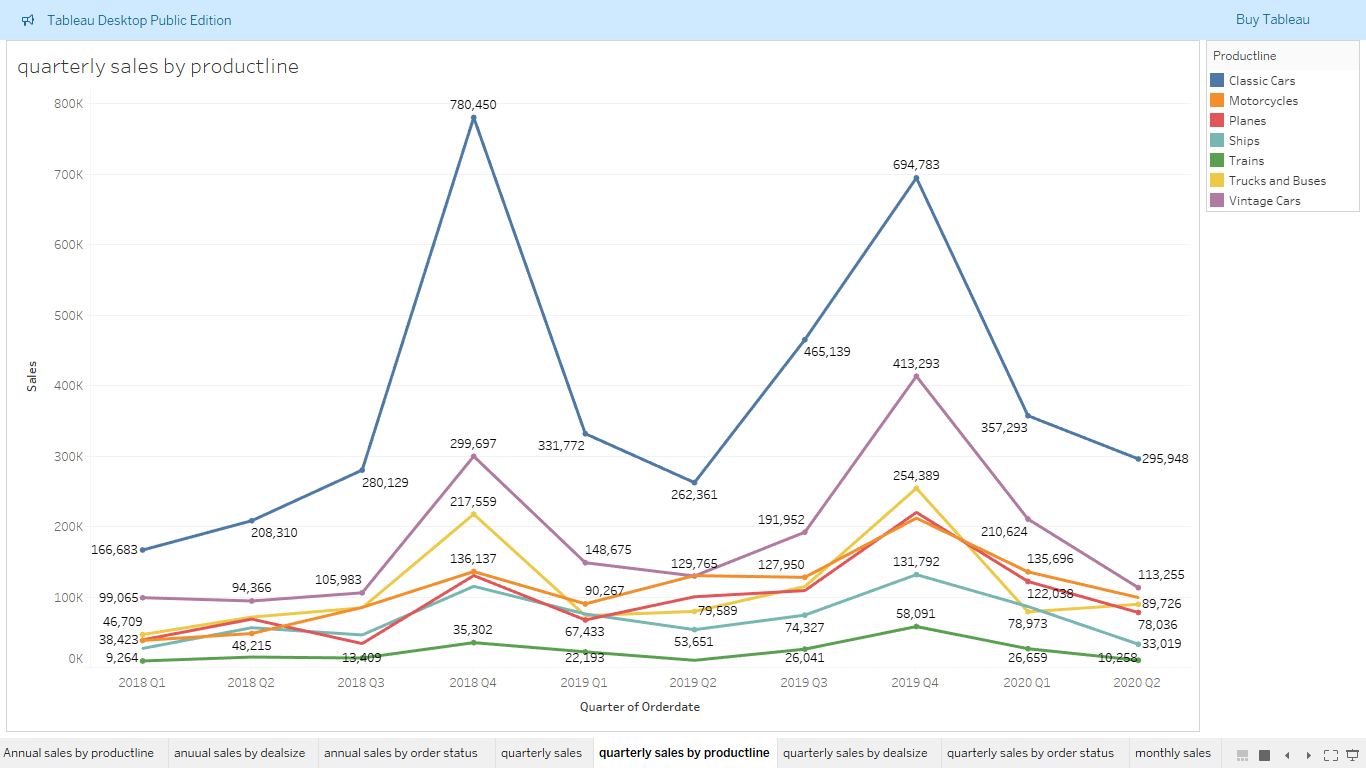 Tableau Desktop Public Edition
Buy Tableau
quarterly sales by productline
Productline
Classic Cars
Motorcycles
Planes
Ships
Trains
Trucks and Buses
Vintage Cars
Sales
800K
700K
600K
500K
400K
300K
200K
100K
0K
780,450
694,783
465,139
413,293
357,293
331,772
299,697
295,948
280,129
262,361
254,389
217,559
208,310
191,952
210,624
166,683
148,675
136,137
129,765
127,950
131,792
135,696
122,038
113,255
105,983
99,065
94,366
90,267
89,726
79,589
78,973
78,036
74,327
67,433
58,091
53,651
48,215
46,709
38,423
35,302
33,019
26,659
26,041
22,193
13,409
10,258
9,264
2018 Q1
2018 Q2
2018 Q3
2018 Q4
2019 Q1
2019 Q2
2019 Q3
2019 Q4
2020 Q1
2020 Q2
Quarter of Orderdate
Annual sales by productline
anuual sales by dealsize
annual sales by order status
quarterly sales
quarterly sales by productline
quarterly sales by dealsize
quarterly sales by order status
monthly sales